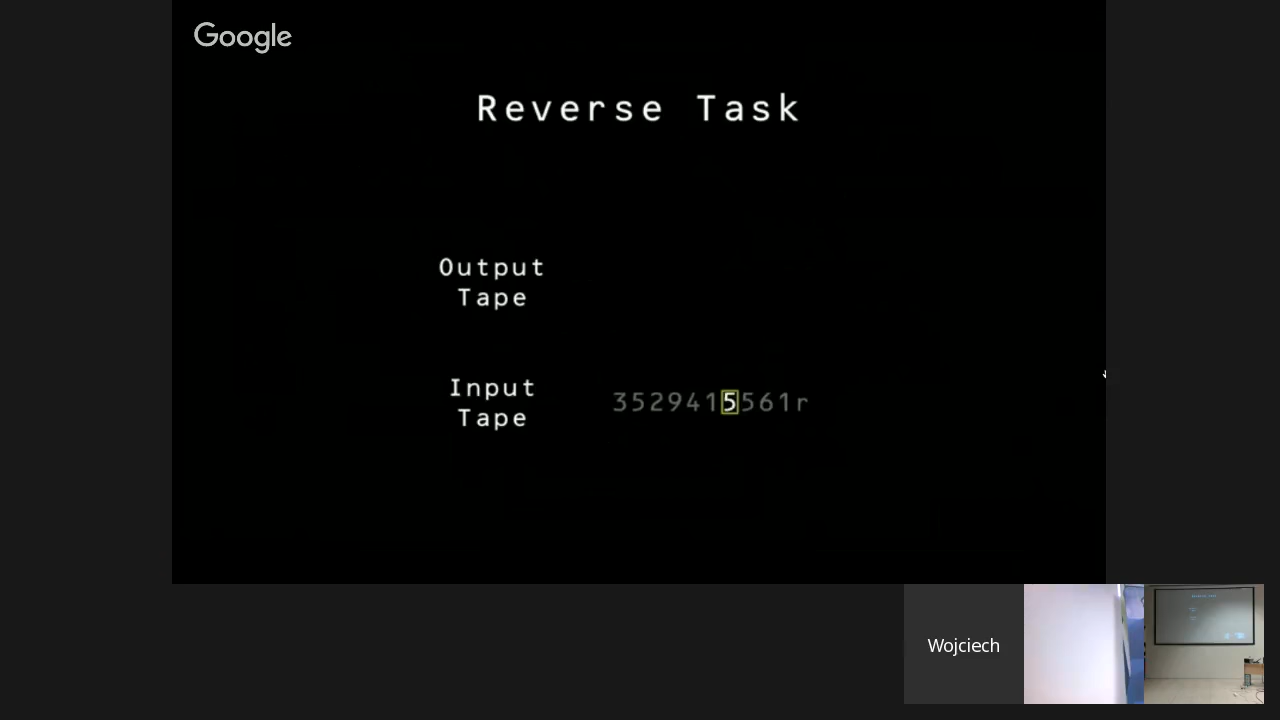 Google
Reverse Task
Output
Tape
Input
Tape
3529415561r
Wojciech